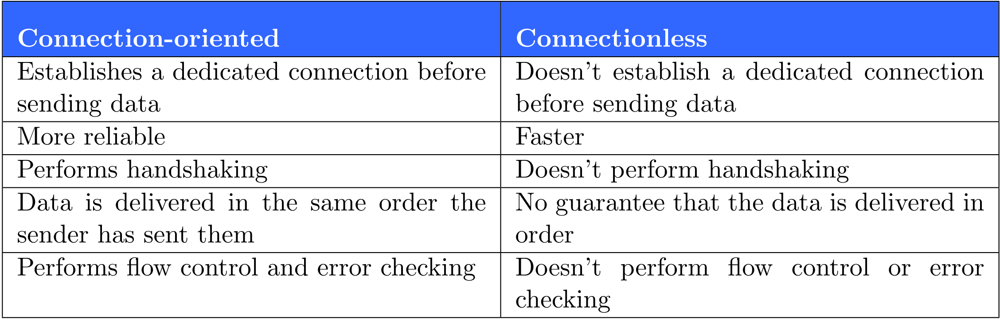 Connection-oriented
Connectionless
Establishes a dedicated connection before
sending data
Doesn't establish a dedicated connection
before sending data
More reliable
Faster
Performs handshaking
Doesn't perform handshaking
Data is delivered in the same order the
sender has sent them
No guarantee that the data is delivered in
order
Performs flow control and error checking
Doesn't perform flow control or error
checking